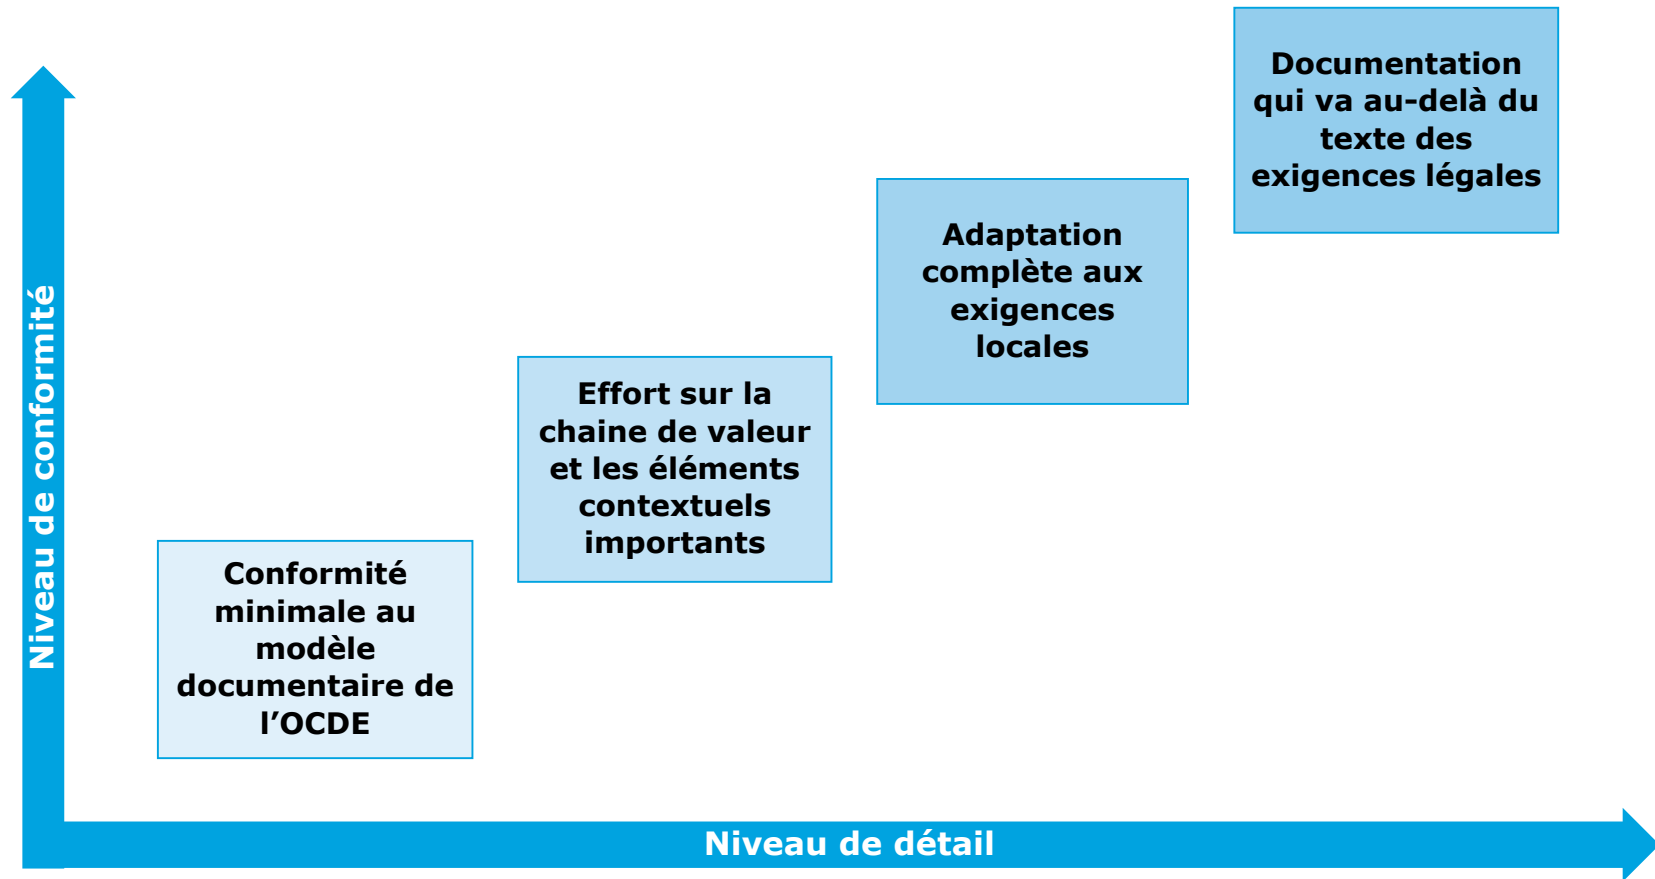 Documentation
qui va au-delà du
texte des
exigences légales
Adaptation
complète aux
exigences
locales
Effort sur la
chaine de valeur
et les éléments
contextuels
importants
Conformité
minimale au
modèle
documentaire de
l’OCDE
Niveau de conformité
Niveau de détail